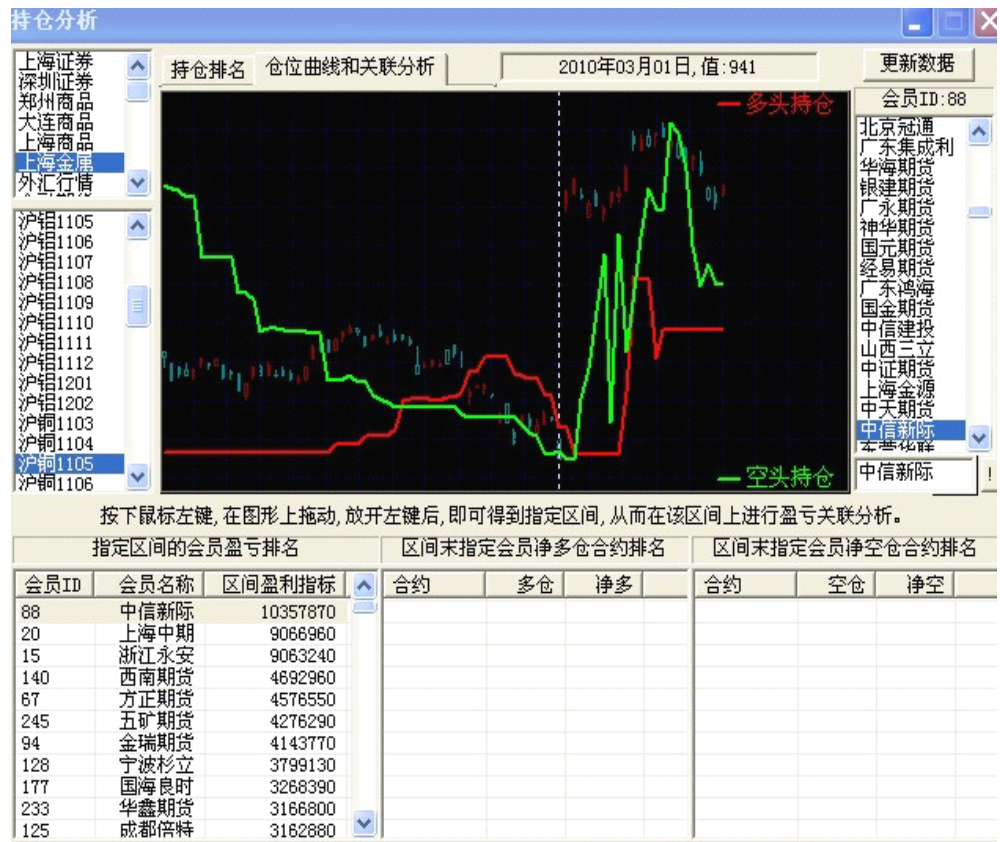 持仓分析
上海证券
深圳证券
郑州商品
大连商品
上海商品
上海金属
外汇行情
持仓排名
仓位曲线和关联分析
2010年03月01日,值:941
更新数据
会员ID:88
多头持仓
空头持仓
沪铝1105
沪铝1106
沪铝1107
沪铝1108
沪铝1109
沪铝1110
沪铝1111
沪铝1112
沪铝1201
沪铝1202
沪铜1103
沪铜1104
沪铜1105
沪铜1106
北京冠通
广东集成利
华海期货
银建期货
广永期货
神华期货
国元期货
经易期货
广东鸿海
国金期货
中信建投
山西三立
中证期货
上海金源
中天期货
中信新际
中信新际
!
按下鼠标左键,在图形上拖动,放开左键后,即可得到指定区间,从而在该区间上进行盈亏关联分析。
指定区间的会员盈亏排名
区间末指定会员净多仓合约排名
区间末指定会员净空仓合约排名
会员ID 会员名称 区间盈利指标 合约 多仓 净多 合约 空仓 净空
88 中信新际 10357870
20 上海中期 9066960
15 浙江永安 9063240
140 西南期货 4692960
67 方正期货 4576550
245 五矿期货 4276290
94 金瑞期货 4143770
128 宁波杉立 3799130
177 国海良时 3268390
233 华鑫期货 3166800
125 成都倍特 3162880